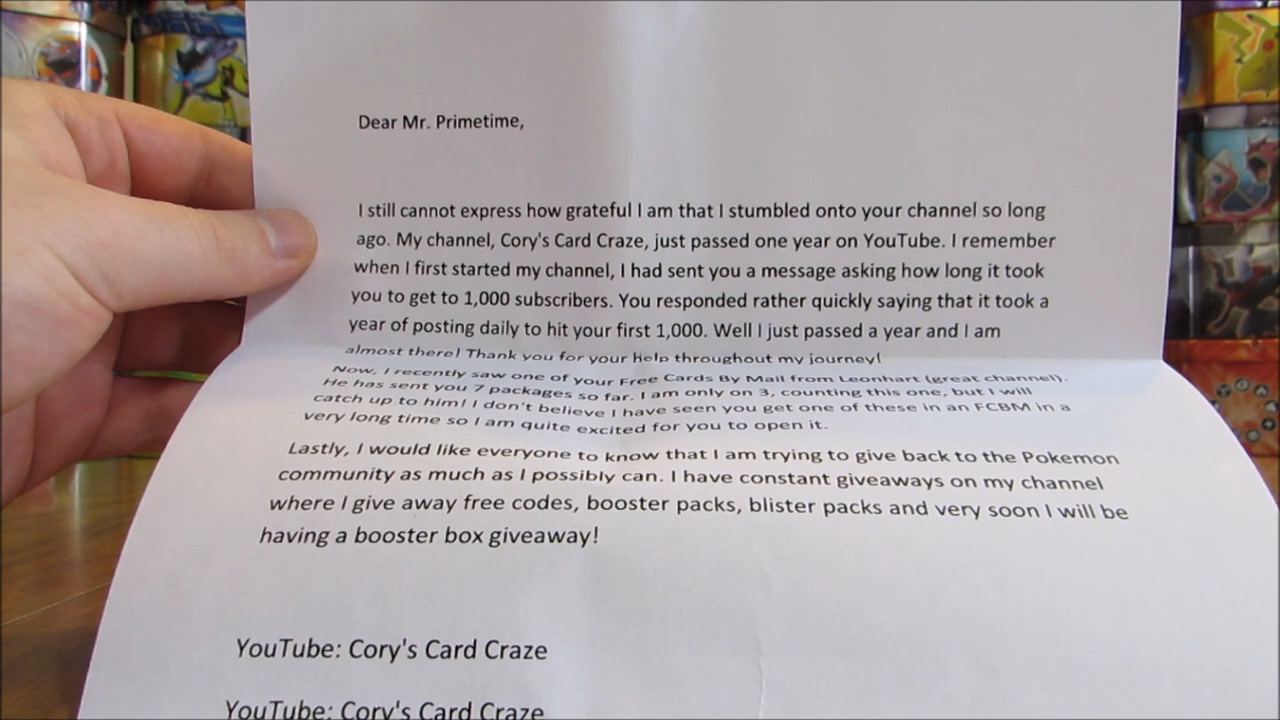 Dear Mr. Primetime,
I still cannot express how grateful I am that I stumbled onto your channel so long
ago. My channel, Cory's Card Craze, just passed one year on YouTube. I remember
when I first started my channel, I had sent you a message asking how long it took
you to get to 1,000 subscribers. You responded rather quickly saying that it took a
year of posting daily to hit your first 1,000. Well I just passed a year and I am
almost there! Thank you for your help throughout my journey!
Now, I recently saw one of your Free Cards By Mail from Leonhart (great channel).
He has sent you 7 packages so far. I am only on 3, counting this one, but I will
catch up to him! I don't believe I have seen you get one of these in an FCBM in a
very long time so I am quite excited for you to open it.
Lastly, I would like everyone to know that I am trying to give back to the Pokemon
community as much as I possibly can. I have constant giveaways on my channel
where I give away free codes, booster packs, blister packs and very soon I will be
having a booster box giveaway!
YouTube: Cory's Card Craze
YouTube: Cory's Card Craze